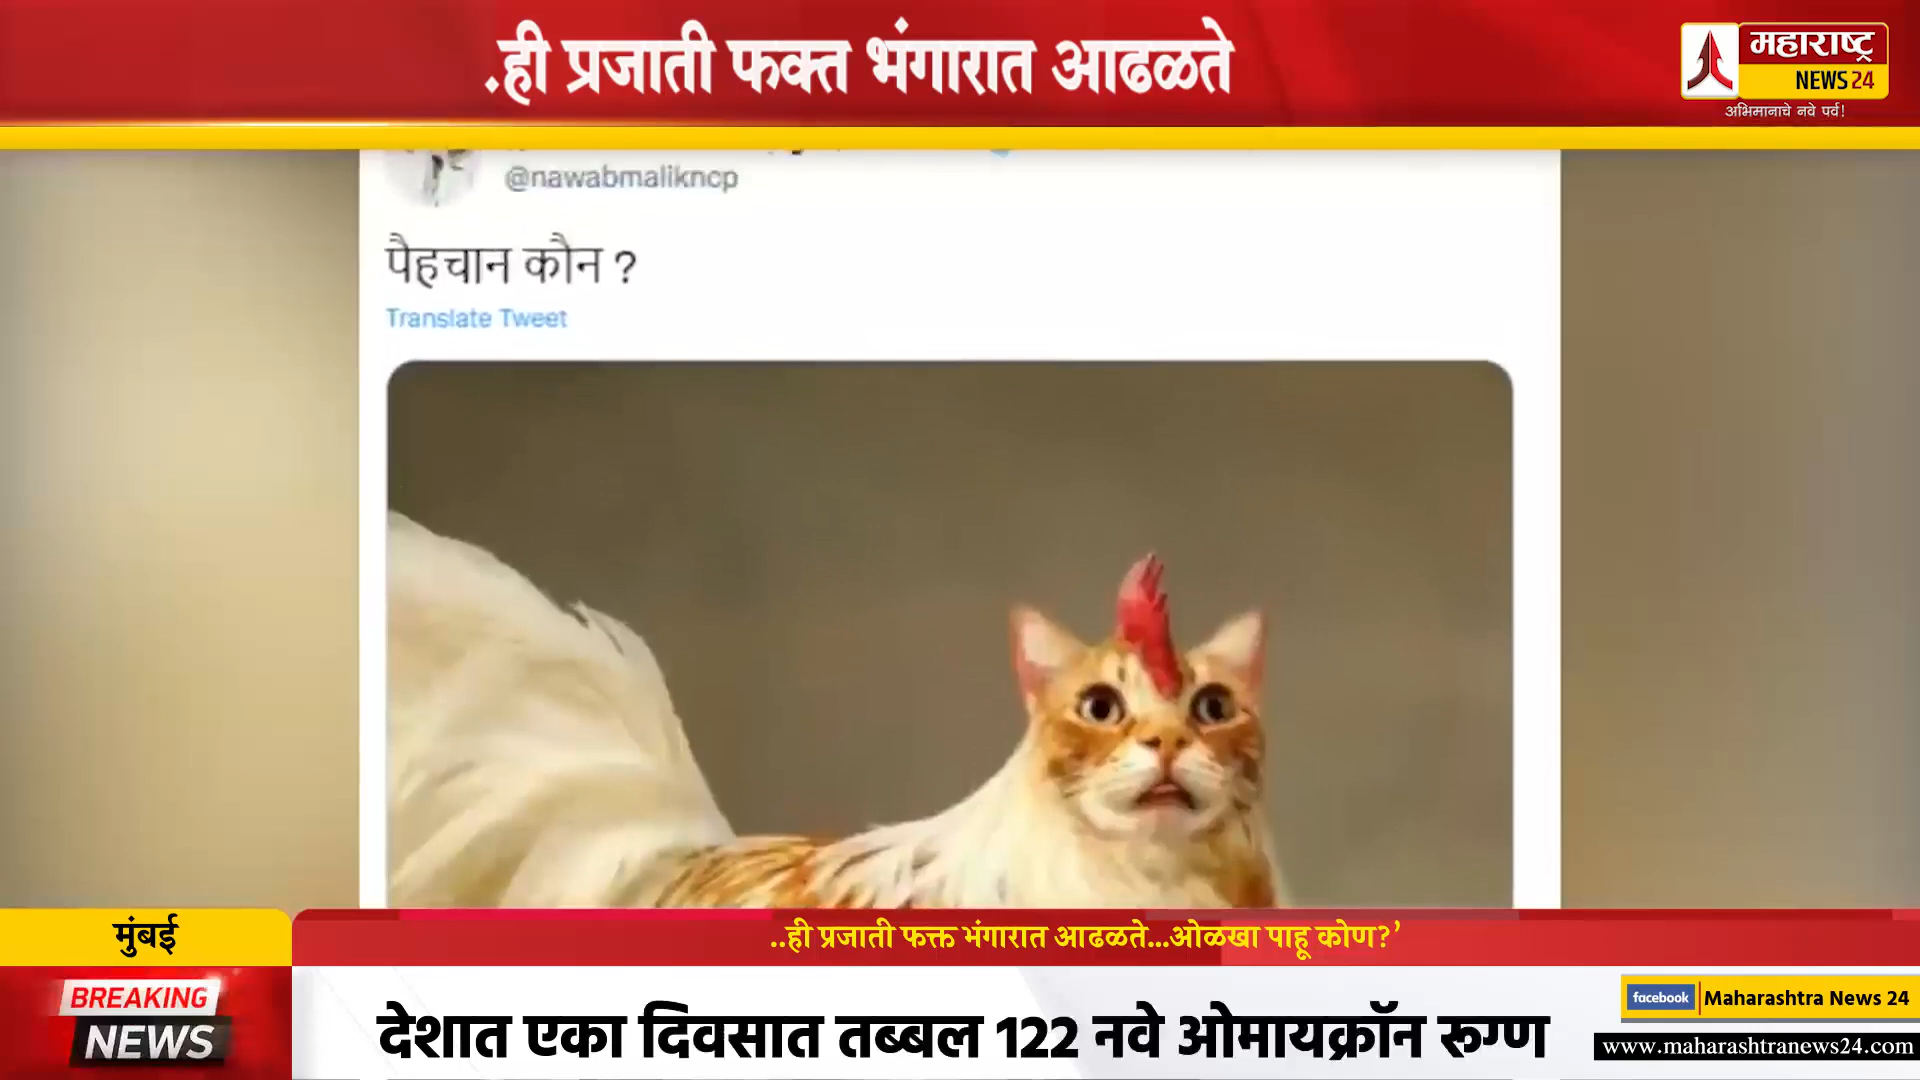 .ही प्रजाती फक्त भंगारात आढळते
महाराष्ट्र
NEWS 24
अभिमानाचे नवे पर्व!
@nawabmalikncp
पैहचान कौन ?
Translate Tweet
मुंबई
..ही प्रजाती फक्त भंगारात आढळते...ओळखा पाहू कोण?’
BREAKING
NEWS
देशात एका दिवसात तब्बल 122 नवे ओमायक्रॉन रूग्ण
facebook
Maharashtra News 24
www.maharashtranews24.com